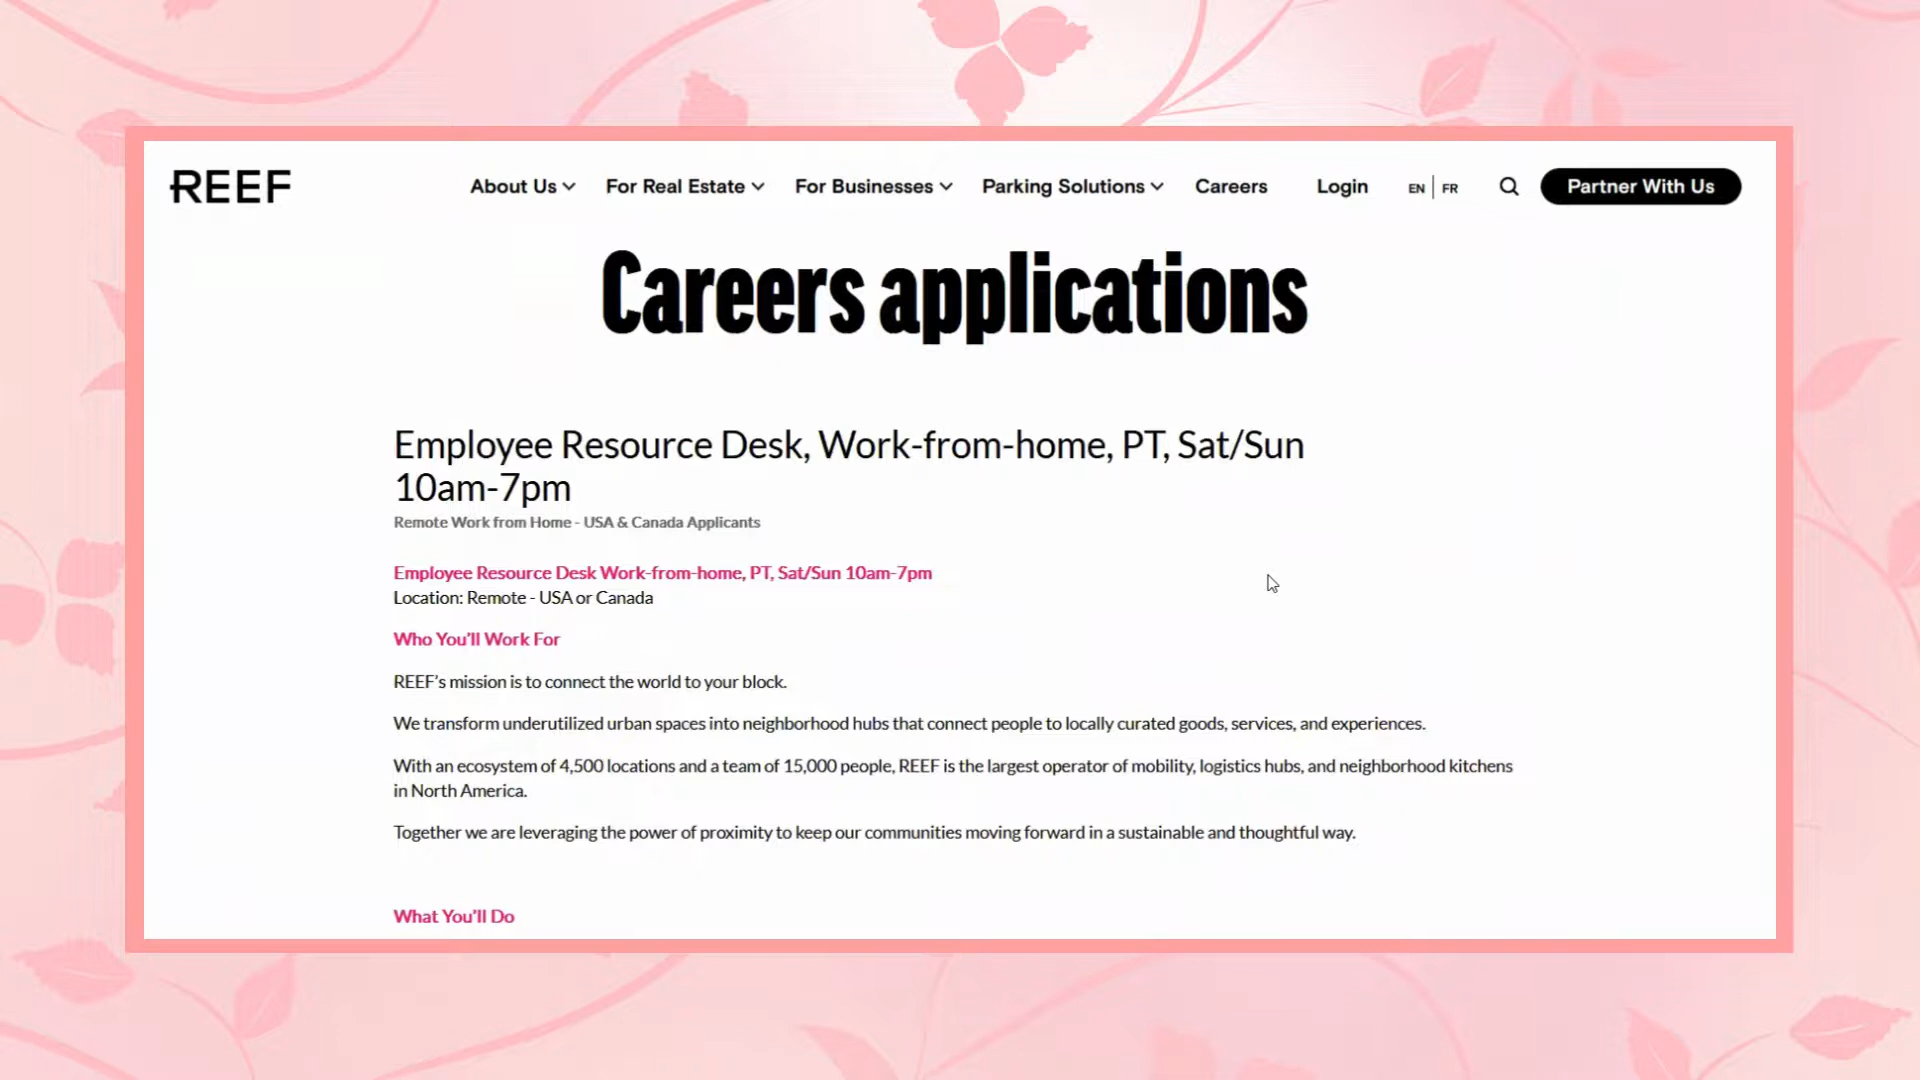 REEF
About Us
For Real Estate
For Businesses
Parking Solutions
Careers
Login
EN | FR
Partner With Us
Careers applications
Employee Resource Desk, Work-from-home, PT, Sat/Sun
10am-7pm
Remote Work from Home - USA & Canada Applicants
Employee Resource Desk Work-from-home, PT, Sat/Sun 10am-7pm
Location: Remote - USA or Canada
Who You'll Work For
REEF's mission is to connect the world to your block.
We transform underutilized urban spaces into neighborhood hubs that connect people to locally curated goods, services, and experiences.
With an ecosystem of 4,500 locations and a team of 15,000 people, REEF is the largest operator of mobility, logistics hubs, and neighborhood kitchens
in North America.
Together we are leveraging the power of proximity to keep our communities moving forward in a sustainable and thoughtful way.
What You'll Do